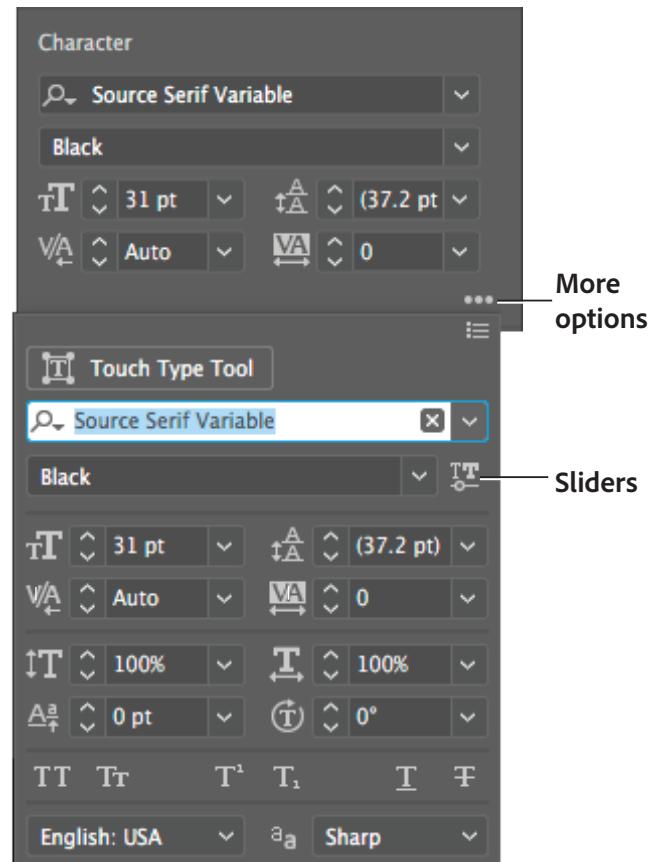 Character
Source Serif Variable
Black
31 pt (37.2 pt
Auto 0
More
options
Touch Type Tool
Source Serif Variable
Black
Sliders
31 pt (37.2 pt)
Auto 0
100% 100%
0 pt 0°
English: USA Sharp